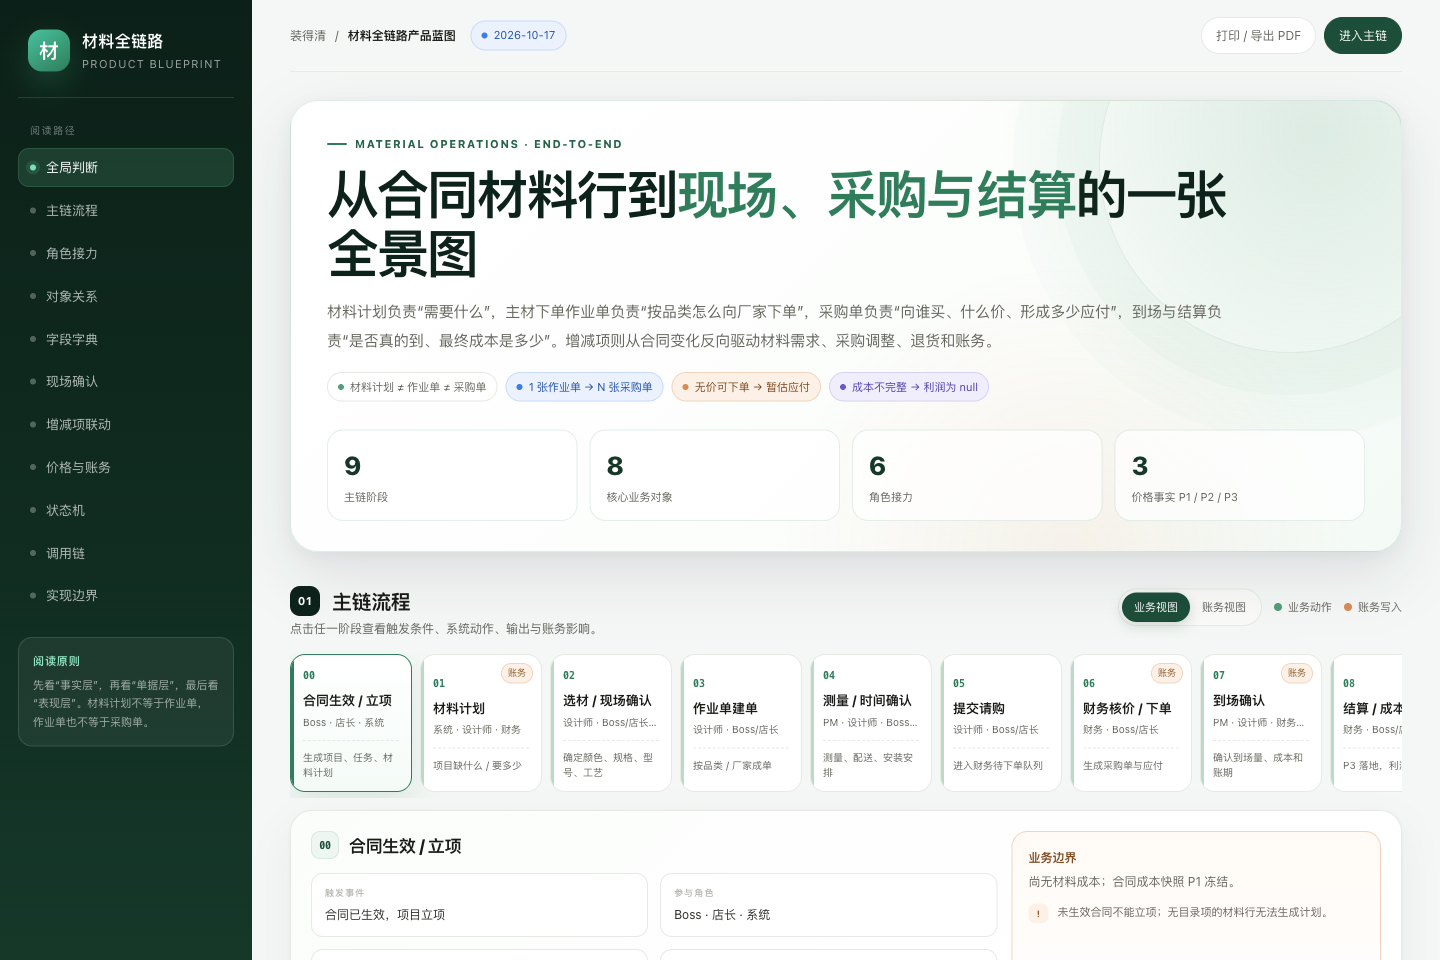 材
材料全链路
PRODUCT BLUEPRINT
阅读路径
全局判断
主链流程
角色接力
对象关系
字段字典
现场确认
增减项联动
价格与账务
状态机
调用链
实现边界
阅读原则
先看“事实层”，再看“单据层”，最后看
“表现层”。材料计划不等于作业单，
作业单也不等于采购单。
装得清 / 材料全链路产品蓝图
2026-10-17
打印 / 导出 PDF
进入主链
MATERIAL OPERATIONS · END-TO-END
从合同材料行到现场、采购与结算的一张
全景图
材料计划负责“需要什么”，主材下单作业单负责“按品类怎么向厂家下单”，采购单负责“向谁买、什么价、形成多少应付”，到场与结算负
责“是否真的到、最终成本是多少”。增减项则从合同变化反向驱动材料需求、采购调整、退货和账务。
材料计划 ≠ 作业单 ≠ 采购单
1 张作业单 → N 张采购单
无价可下单 → 暂估应付
成本不完整 → 利润为 null
9
主链阶段
8
核心业务对象
6
角色接力
3
价格事实 P1 / P2 / P3
01
主链流程
点击任一阶段查看触发条件、系统动作、输出与账务影响。
业务视图
账务视图
业务动作
账务写入
00
合同生效 / 立项
Boss · 店长 · 系统
生成项目、任务、材
料计划
账务
01
材料计划
系统 · 设计师 · 财务
项目缺什么 / 要多少
02
选材 / 现场确认
设计师 · Boss/店长...
确定颜色、规格、型
号、工艺
03
作业单建单
设计师 · Boss/店长
按品类 / 厂家成单
04
测量 / 时间确认
PM · 设计师 · Boss...
测量、配送、安装安
排
05
提交请购
设计师 · Boss/店长
进入财务待下单队列
账务
06
财务核价 / 下单
财务 · Boss/店长
生成采购单与应付
账务
07
到场确认
PM · 设计师 · 财务...
确认到场量、成本和
账期
08
结算 / 成本
财务 · Boss/
P3 落地，利
00
合同生效 / 立项
触发事件
合同已生效，项目立项
参与角色
Boss · 店长 · 系统
业务边界
尚无材料成本；合同成本快照 P1 冻结。
!
未生效合同不能立项；无目录项的材料行无法生成计划。